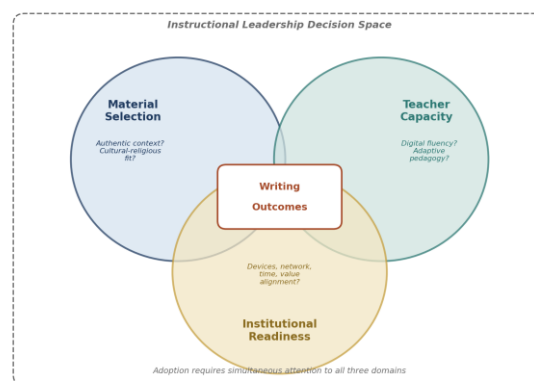 Instructional Leadership Decision Space
Material
Selection
Authentic context?
Cultural-religious
fit?
Teacher
Capacity
Digital fluency?
Adaptive
pedagogy?
Writing
Outcomes
Devices, network,
time, value
alignment?
Institutional
Readiness
Adoption requires simultaneous attention to all three domains